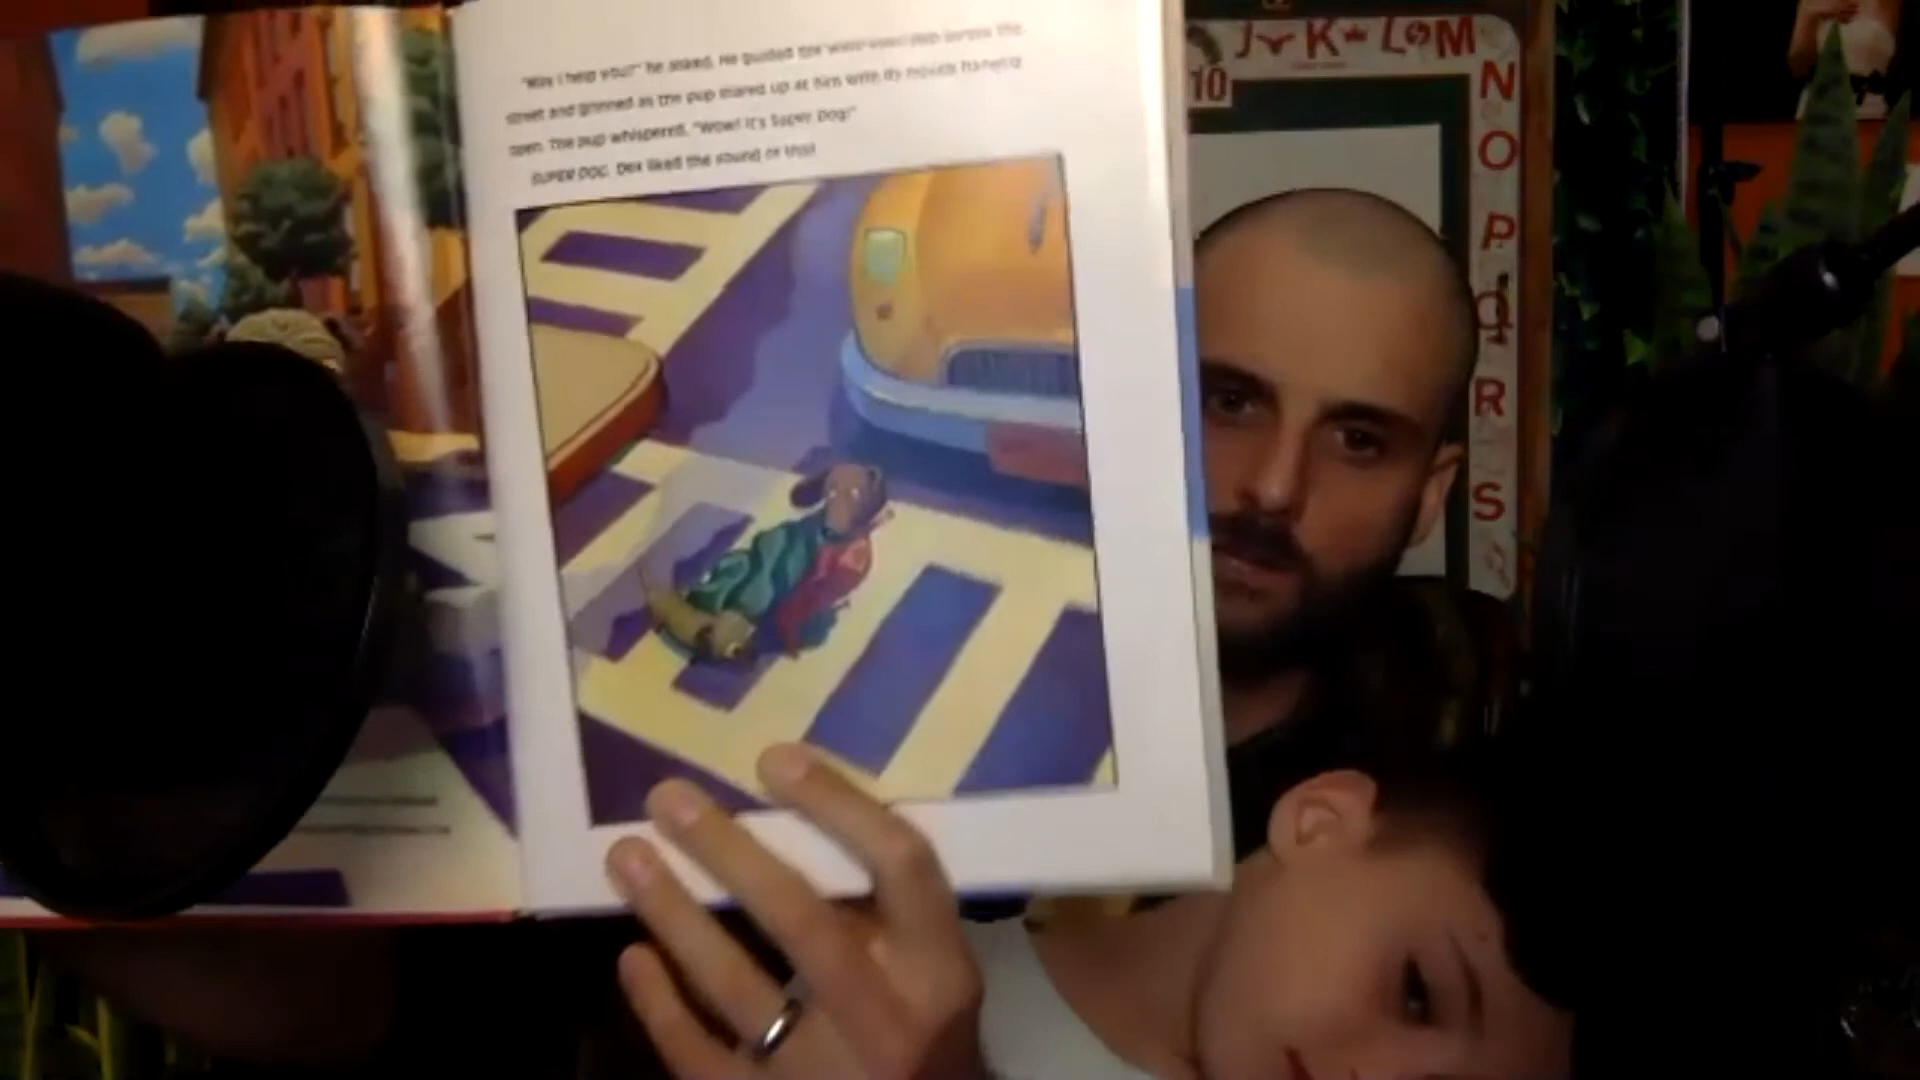 "May I help you?" he asked. He guided the wide-eyed pup across the
street and grinned as the pup stared up at him with its mouth hanging
open. The pup whispered, "Wow! It's Super Dog!"
SUPER DOG. Dex liked the sound of that!
J K L M
10
N
O
P
Q
R
S